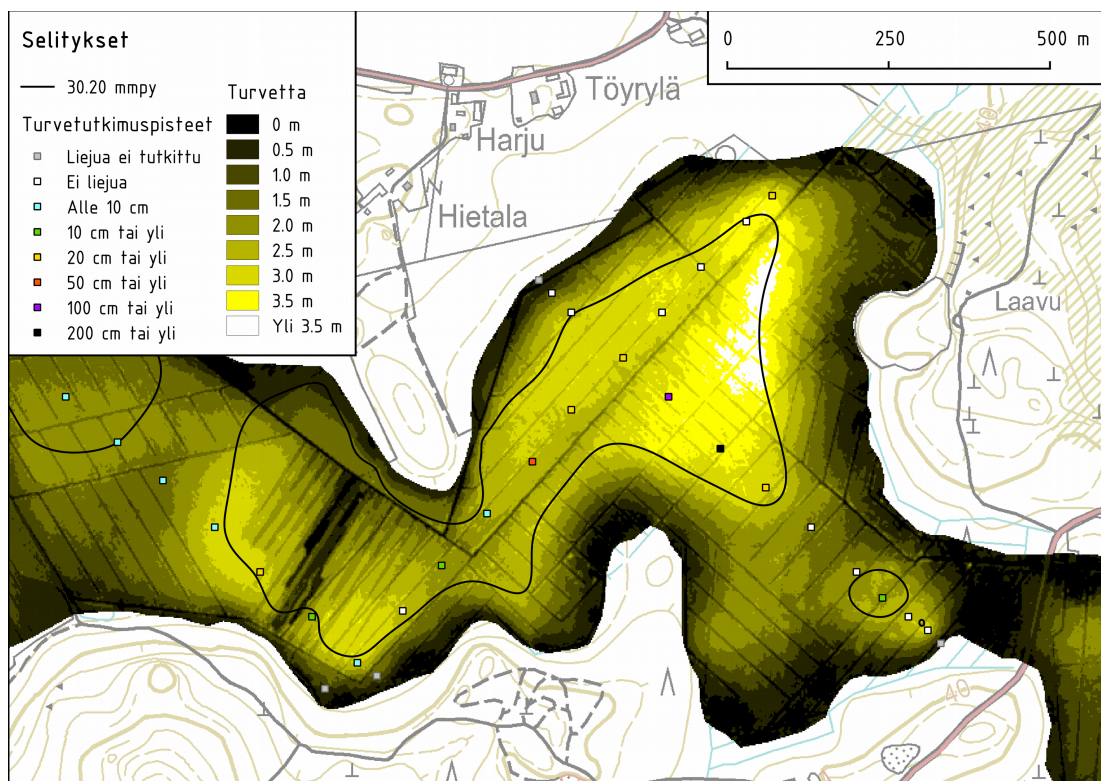 Selitykset
30.20 mmpy
Turvetutkimuspisteet
Liejua ei tutkittu
Ei liejua
Alle 10 cm
10 cm tai yli
20 cm tai yli
50 cm tai yli
100 cm tai yli
200 cm tai yli
Turvetta
0 m
0.5 m
1.0 m
1.5 m
2.0 m
2.5 m
3.0 m
3.5 m
Yli 3.5 m
0 250 500 m
Töyrylä
Harju
Hietala
40
Laavu
40